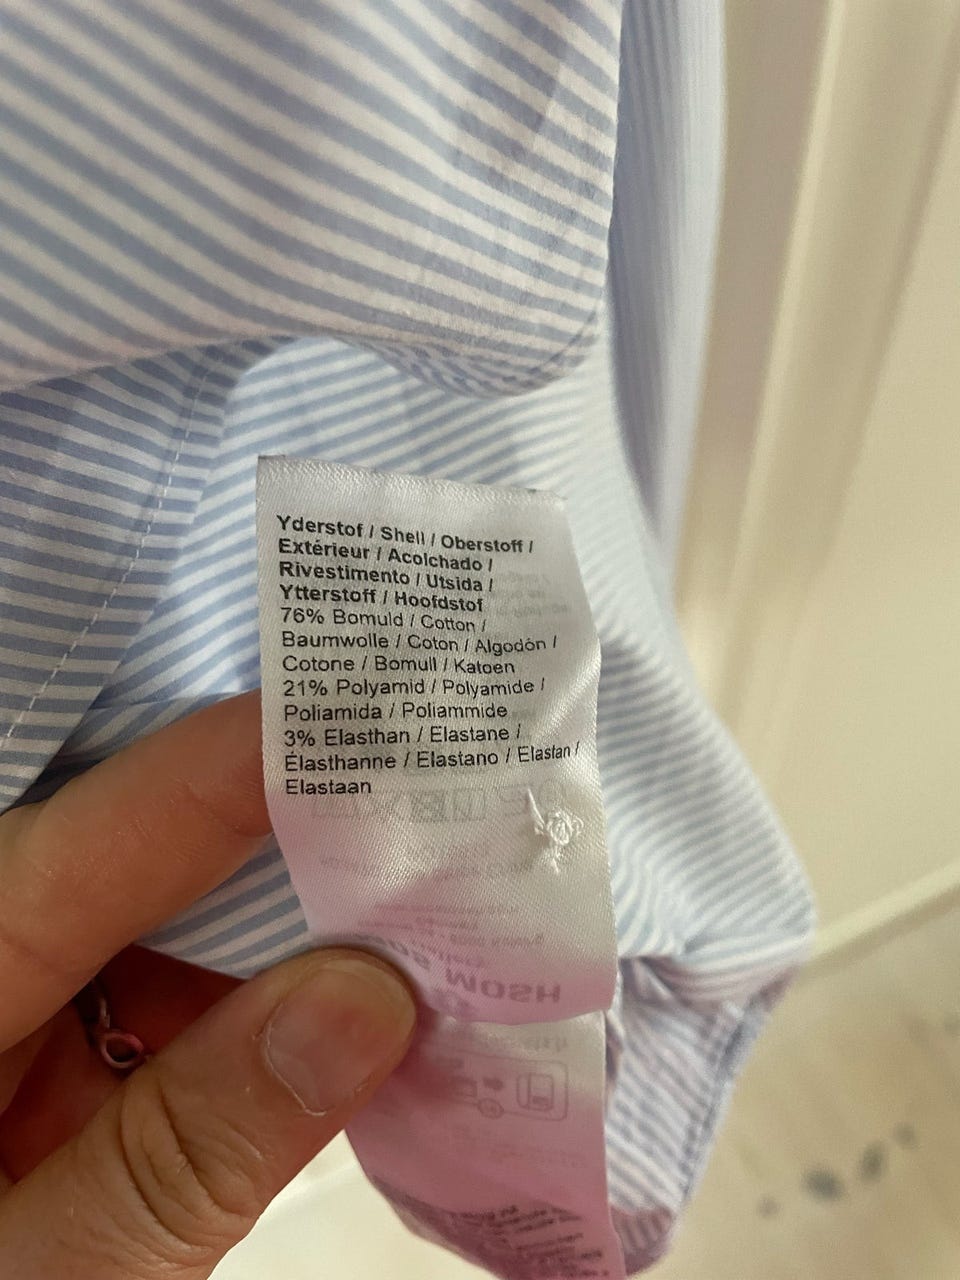 Yderstof / Shell / Oberstoff /
Extérieur / Acolchado /
Rivestimento / Utsida /
Ytterstoff / Hoofdstof
76% Bomuld / Cotton /
Baumwolle / Coton / Algodón /
Cotone / Bomull / Katoen
21% Polyamid / Polyamide /
Poliamida / Poliammide
3% Elasthan / Elastane /
Élasthanne / Elastano / Elastan /
Elastaan